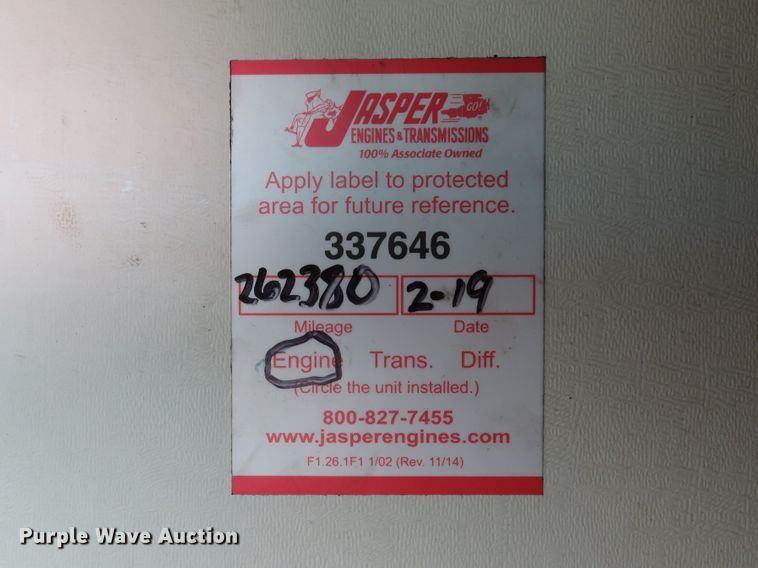 JASPER GO!
ENGINES & TRANSMISSIONS
100% Associate Owned
Apply label to protected
area for future reference.
337646
262380 2-19
Mileage Date
Engine Trans. Diff.
(Circle the unit installed.)
800-827-7455
www.jasperengines.com
F1.26.1F1 1/02 (Rev. 11/14)
Purple Wave Auction